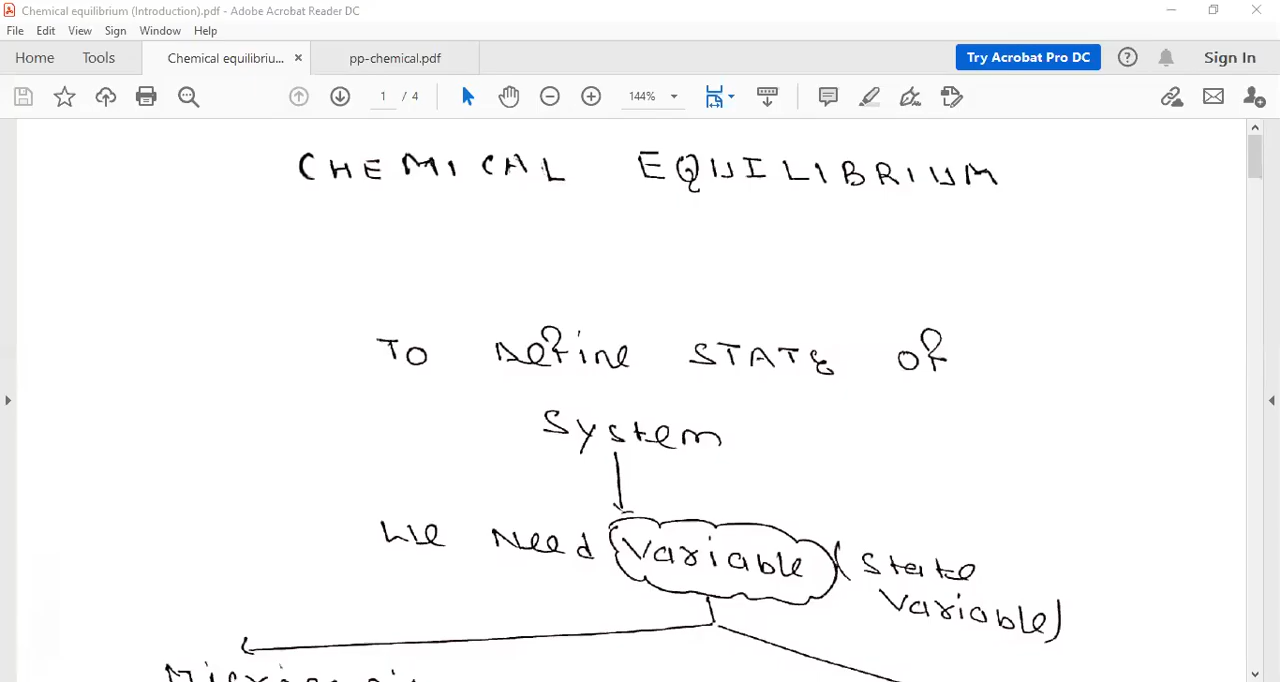 Chemical equilibrium (Introduction).pdf - Adobe Acrobat Reader DC
File Edit View Sign Window Help
Home Tools Chemical equilibriu... × pp-chemical.pdf Try Acrobat Pro DC ? Sign In
1 / 4 144%
CHEMICAL EQUILIBRIUM
To Define STATE of
System
We Need Variable (State
Variable)